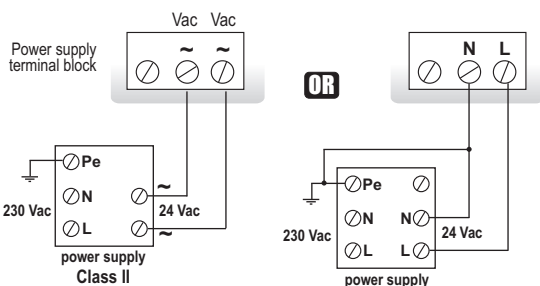 Vac Vac
Power supply
terminal block
~ ~
Pe
N
L
230 Vac
~
24 Vac
~
power supply
Class II
OR
N L
Pe
N
L
230 Vac
N
24 Vac
L
power supply